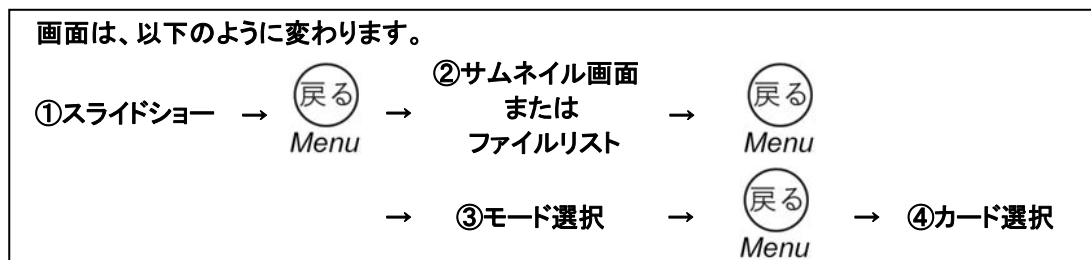 画面は、以下のように変わります。
①スライドショー → 戻る Menu → ②サムネイル画面 または ファイルリスト → 戻る Menu
→ ③モード選択 → 戻る Menu → ④カード選択